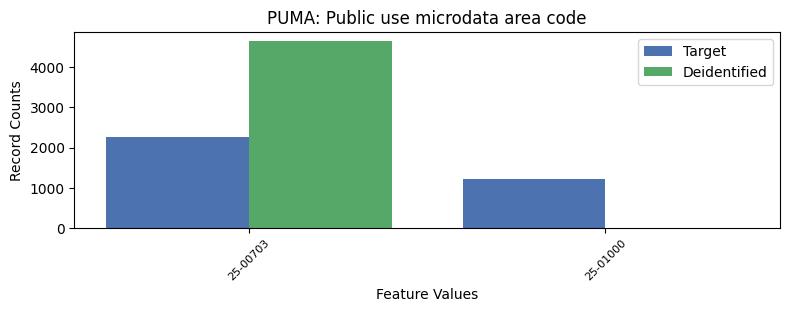 PUMA: Public use microdata area code
Target
Deidentified
Record Counts
4000
3000
2000
1000
0
25-00703
25-01000
Feature Values